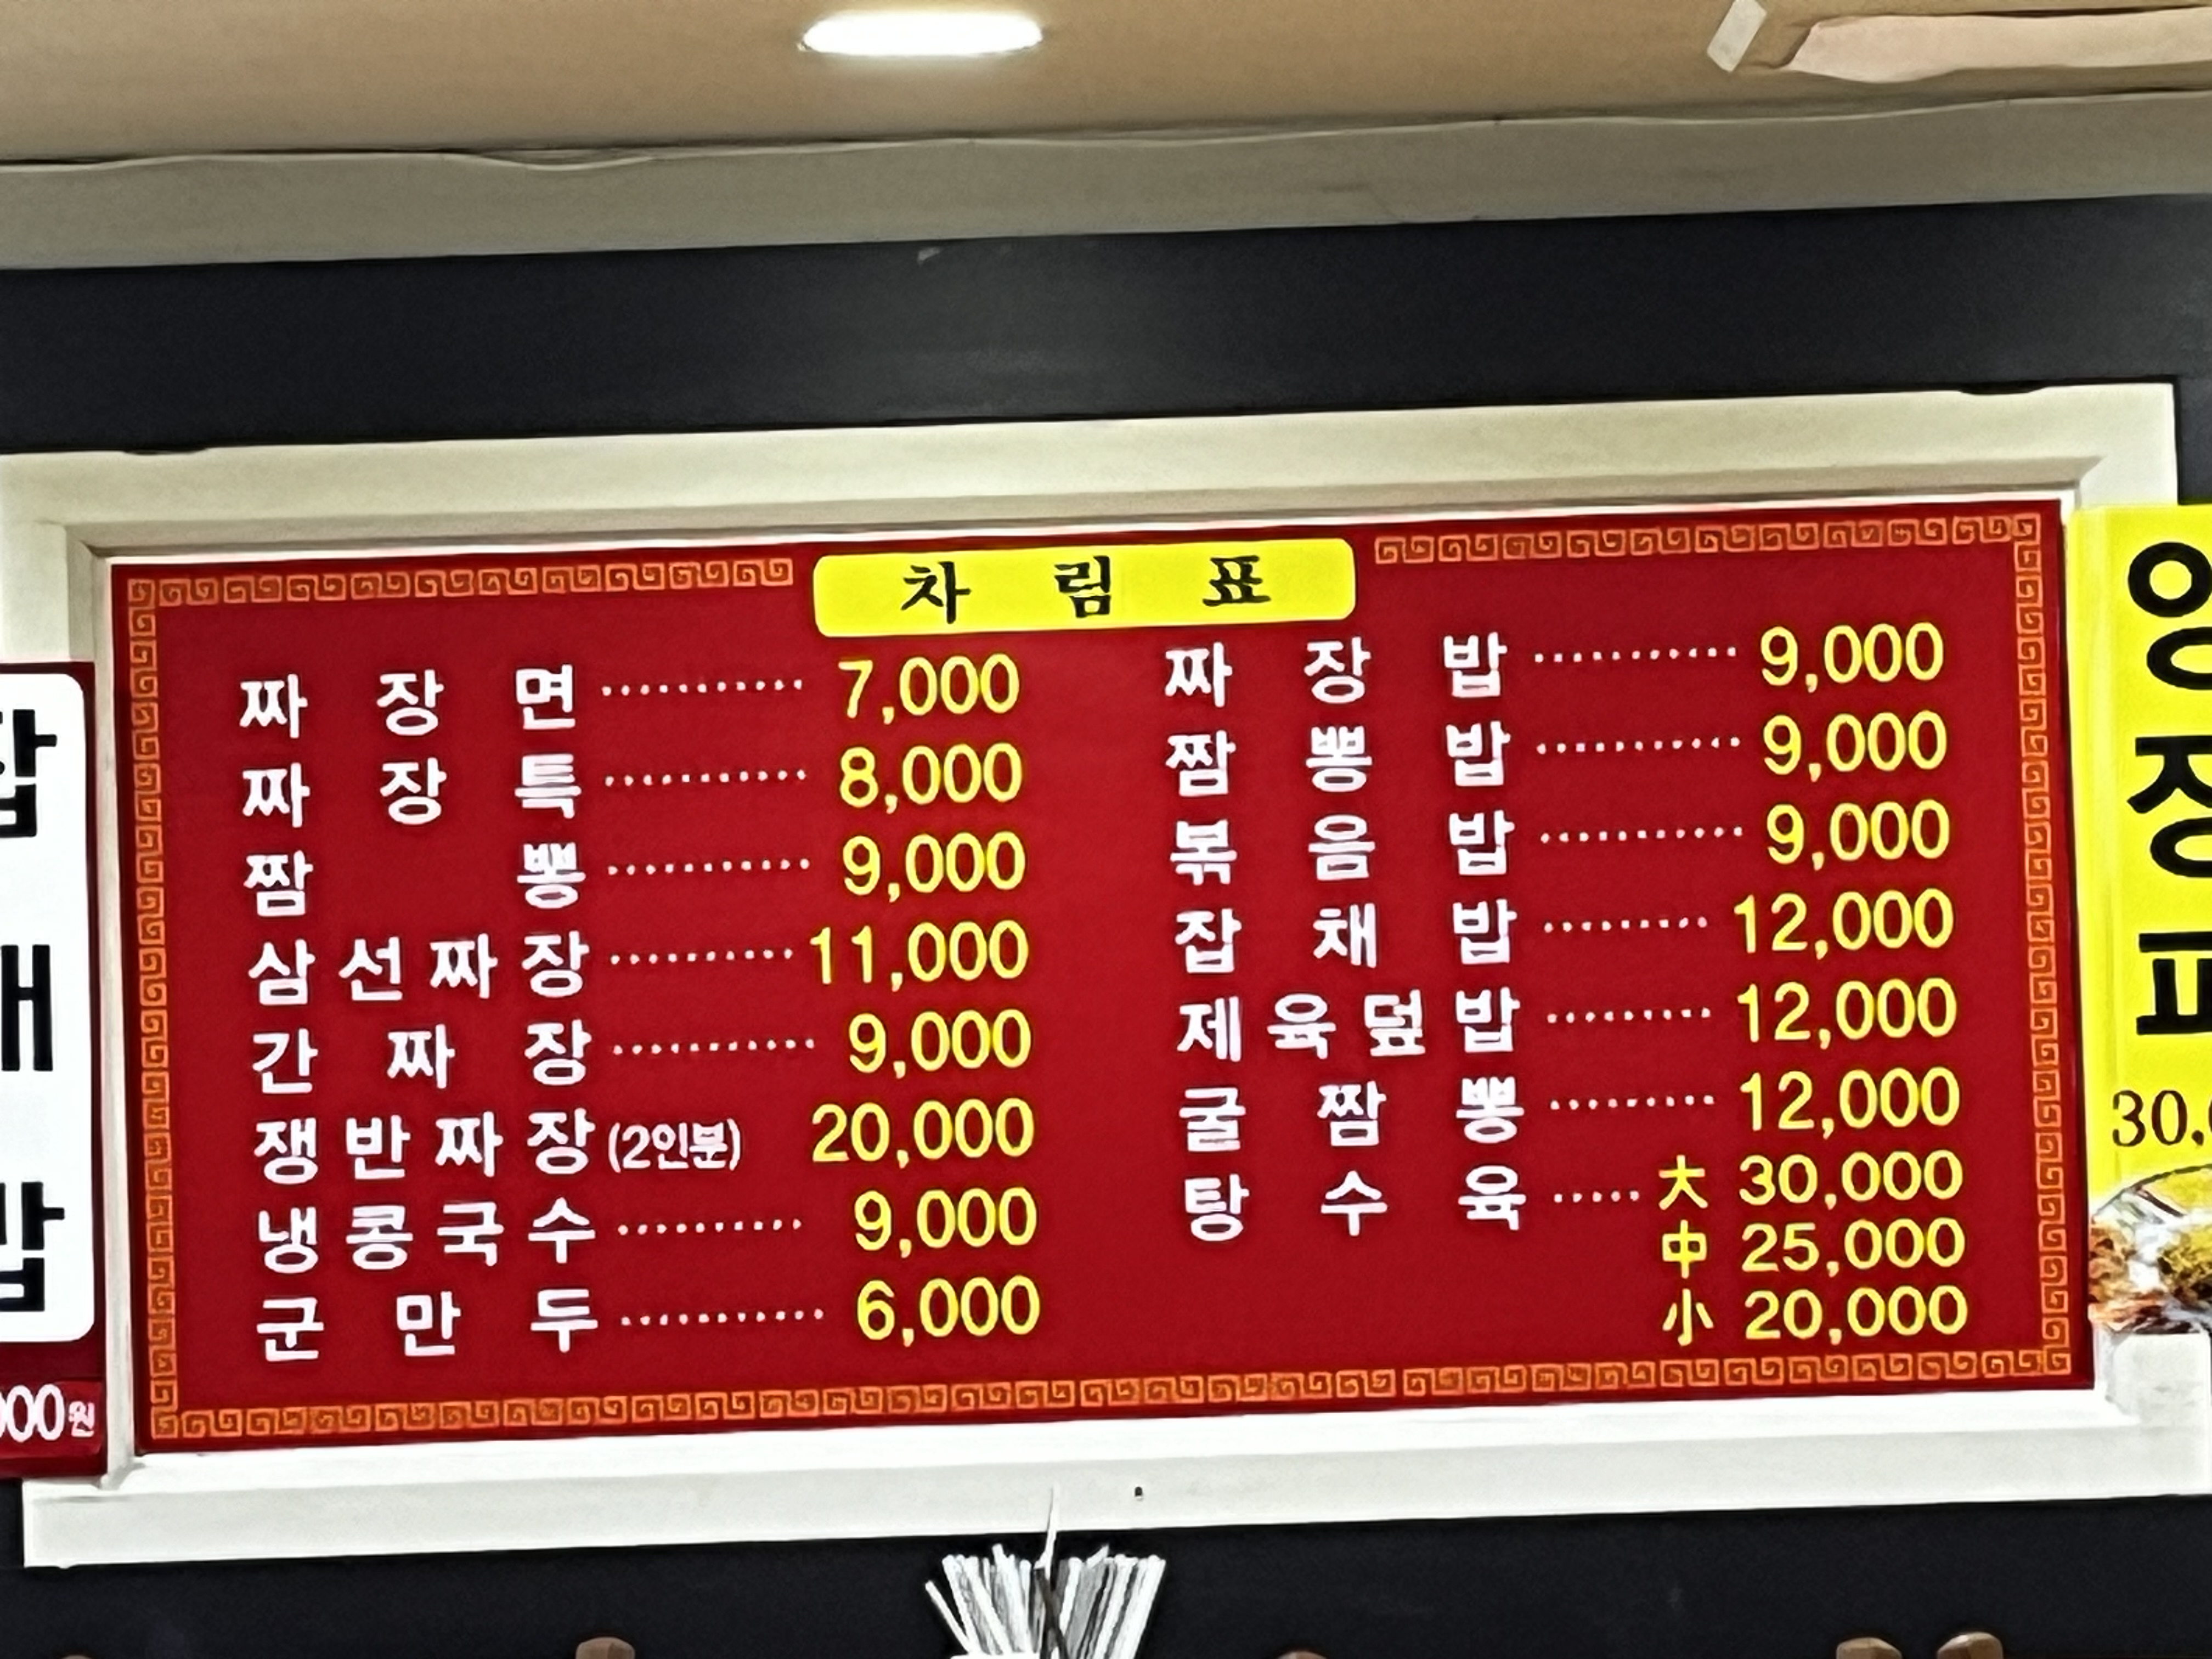 차림표
짜장면 ··········· 7,000
짜장특 ··········· 8,000
짬뽕 ··········· 9,000
삼선짜장 ·········· 11,000
간짜장 ··········· 9,000
쟁반짜장(2인분) 20,000
냉콩국수 ·········· 9,000
군만두 ··········· 6,000
짜장밥 ··········· 9,000
짬뽕밥 ··········· 9,000
볶음밥 ··········· 9,000
잡채밥 ········· 12,000
제육덮밥 ········· 12,000
굴짬뽕 ········· 12,000
탕수육 ····· 大 30,000
中 25,000
小 20,000